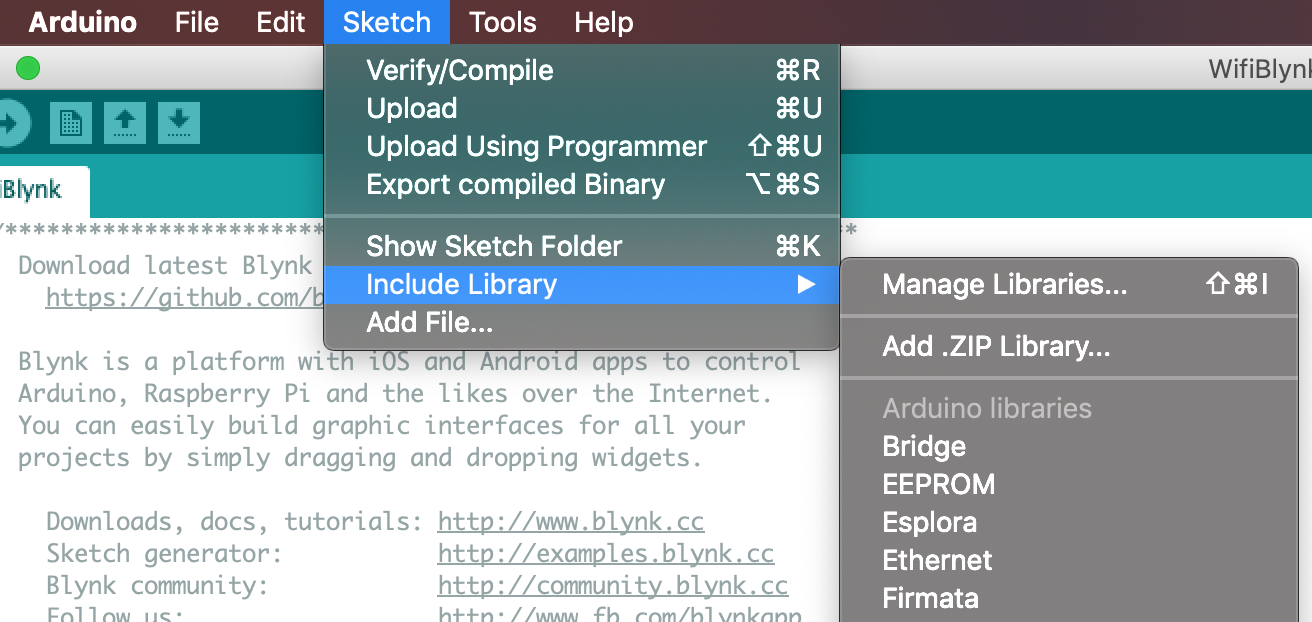 Arduino File Edit Sketch Tools Help
WifiBlynk
Verify/Compile ⌘R
Upload ⌘U
Upload Using Programmer ⇧⌘U
Export compiled Binary ⌥⌘S
Show Sketch Folder ⌘K
Include Library ▶
Add File...
Manage Libraries... ⇧⌘I
Add .ZIP Library...
Arduino libraries
Bridge
EEPROM
Esplora
Ethernet
Firmata
iBlynk
/***********************
Download latest Blynk
https://github.com/b
Blynk is a platform with iOS and Android apps to control
Arduino, Raspberry Pi and the likes over the Internet.
You can easily build graphic interfaces for all your
projects by simply dragging and dropping widgets.
Downloads, docs, tutorials: http://www.blynk.cc
Sketch generator: http://examples.blynk.cc
Blynk community: http://community.blynk.cc
Follow us: http://www.fb.com/blynkapp